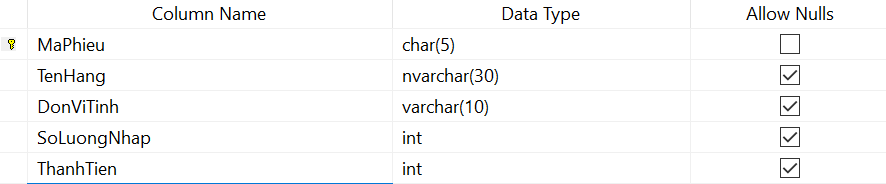 Column Name Data Type Allow Nulls
MaPhieu char(5)
TenHang nvarchar(30)
DonViTinh varchar(10)
SoLuongNhap int
ThanhTien int